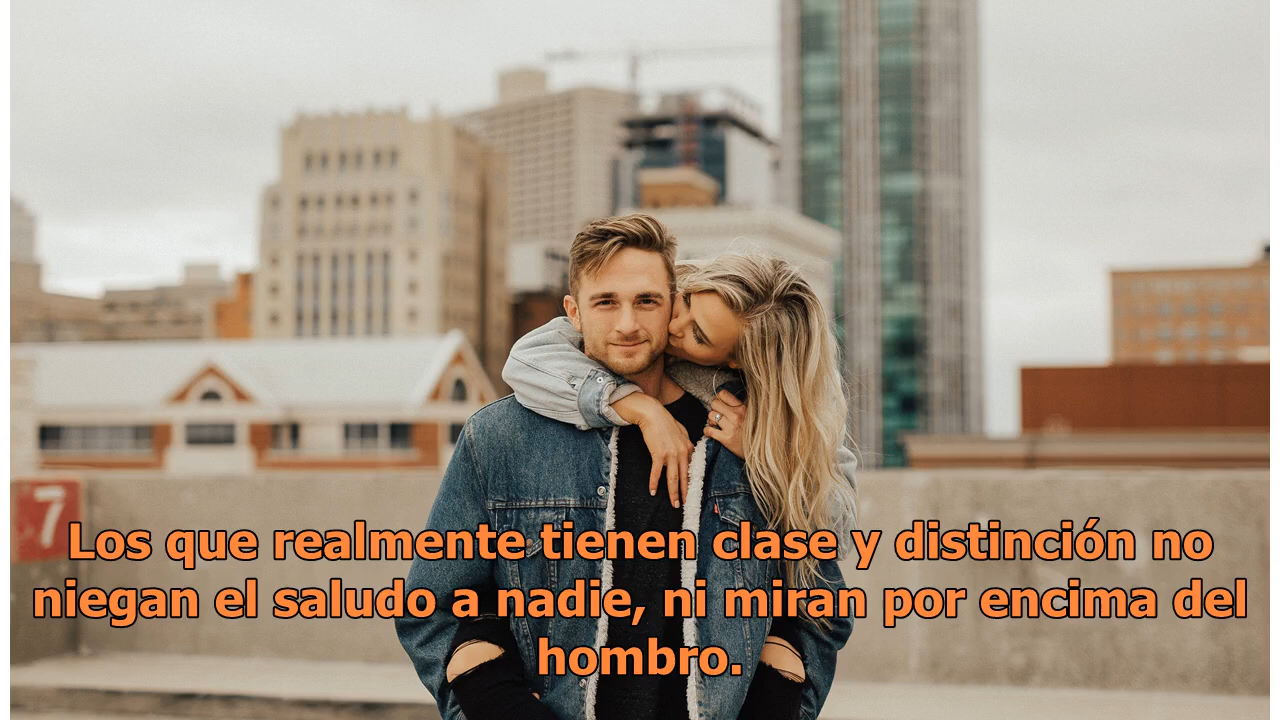 7
Los que realmente tienen clase y distinción no
niegan el saludo a nadie, ni miran por encima del
hombro.